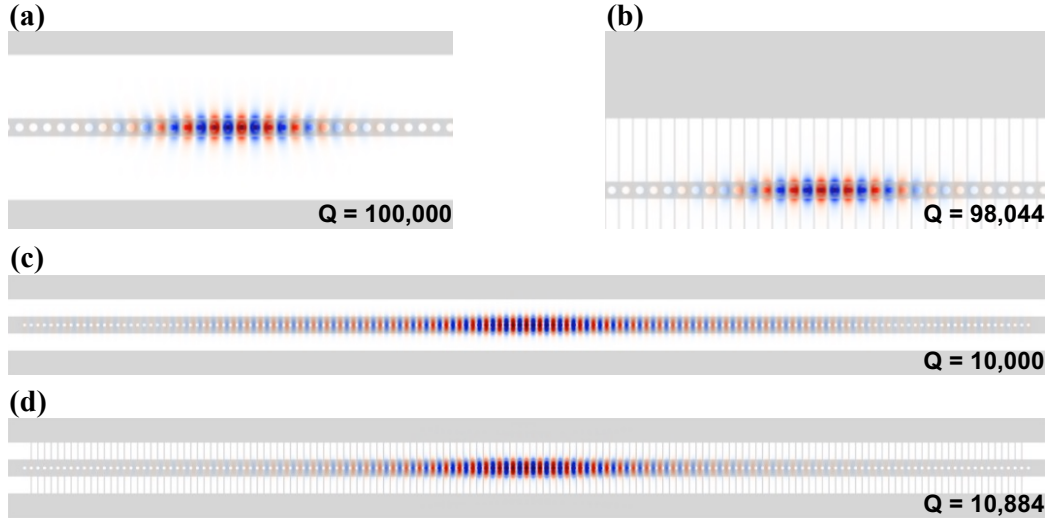 (a)
Q = 100,000
(b)
Q = 98,044
(c)
Q = 10,000
(d)
Q = 10,884